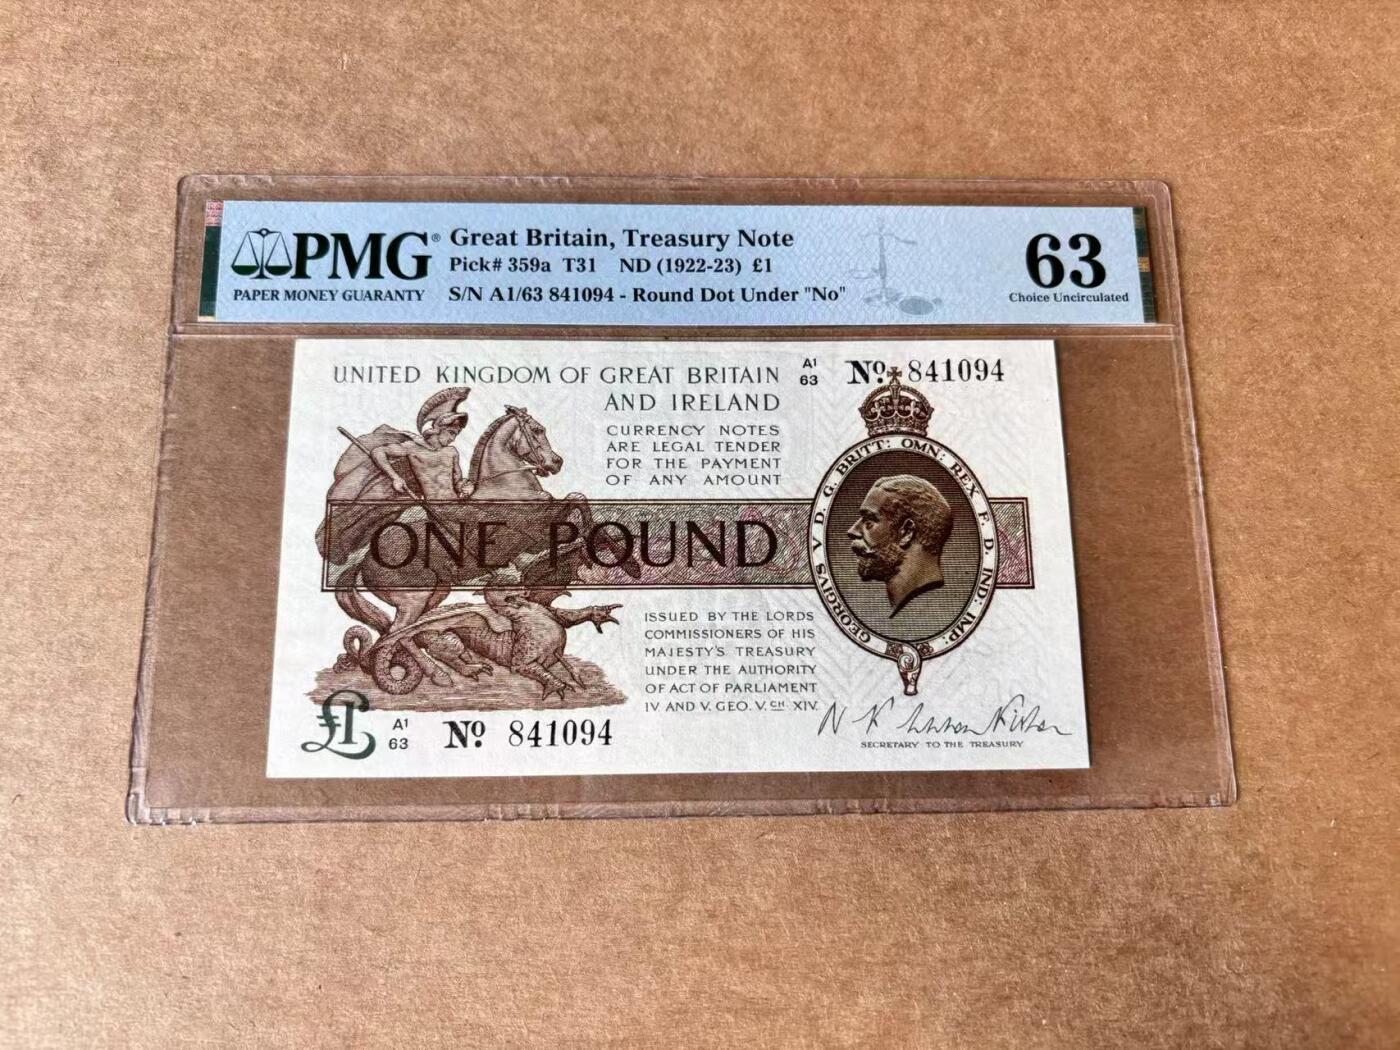 PMG®
PAPER MONEY GUARANTY
Great Britain, Treasury Note
Pick# 359a T31 ND (1922-23) £1
S/N A1/63 841094 - Round Dot Under "No"
63
Choice Uncirculated
UNITED KINGDOM OF GREAT BRITAIN
AND IRELAND
A1
63
No. 841094
CURRENCY NOTES
ARE LEGAL TENDER
FOR THE PAYMENT
OF ANY AMOUNT
ONE POUND
GEORGIVS V D. G. BRITT: OMN: REX F. D. IND: IMP:
ISSUED BY THE LORDS
COMMISSIONERS OF HIS
MAJESTY'S TREASURY
UNDER THE AUTHORITY
OF ACT OF PARLIAMENT
IV AND V. GEO. V. CH. XIV.
£1
A1
63
No. 841094
SECRETARY TO THE TREASURY